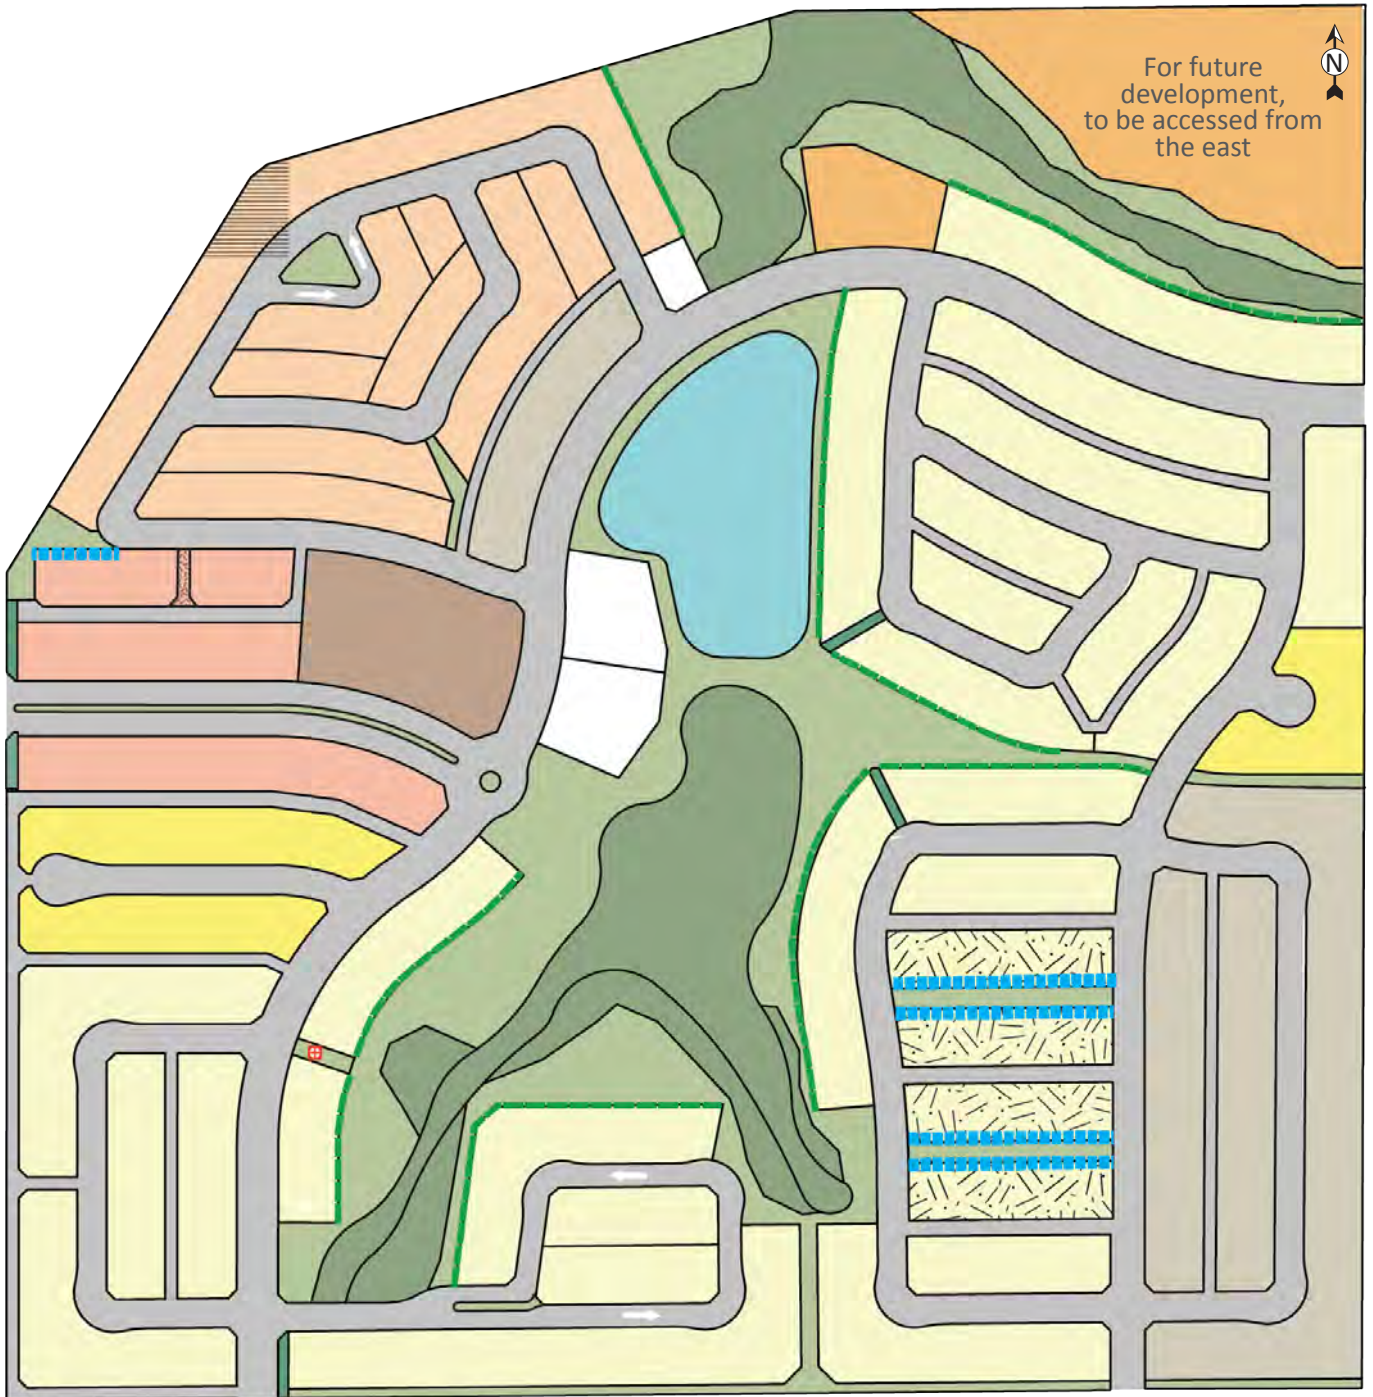 For future
development,
to be accessed from
the east
N